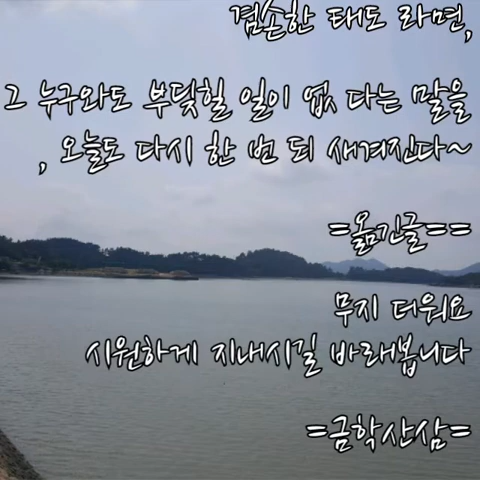 겸손한 태도 라면,
그 누구와도 부딪힐 일이 없 다는 말을
, 오늘도 다시 한 번 되 새겨진다~
=옮긴글==
무지 더워요
시원하게 지내시길 바래봅니다
=금학산삼=